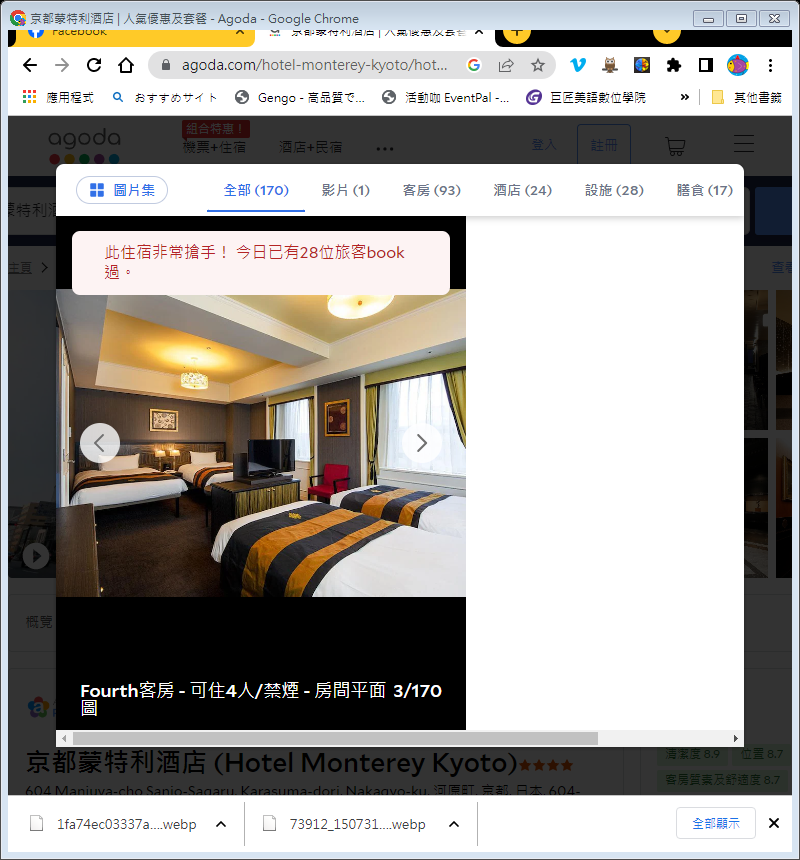 京都蒙特利酒店 | 人氣優惠及套餐 - Agoda - Google Chrome
Facebook
京都蒙特利酒店 | 人氣優惠及套餐
agoda.com/hotel-monterey-kyoto/hot...
應用程式
おすすめサイト
Gengo - 高品質で...
活動咖 EventPal -...
巨匠美語數位學院
»
其他書籤
agoda
組合特惠！
機票+住宿
酒店+民宿
登入
註冊
圖片集
全部 (170)
影片 (1)
客房 (93)
酒店 (24)
設施 (28)
膳食 (17)
主頁
此住宿非常搶手！ 今日已有28位旅客book
過。
概覽
Fourth客房 - 可住4人/禁煙 - 房間平面 3/170
圖
京都蒙特利酒店 (Hotel Monterey Kyoto)
清潔度 8.9
位置 8.7
客房質素及舒適度 8.7
604 Manjuya-cho Sanjo-Sagaru, Karasuma-dori, Nakagyo-ku, 河原町, 京都, 日本, 604-
1fa74ec03337a....webp
73912_150731....webp
全部顯示